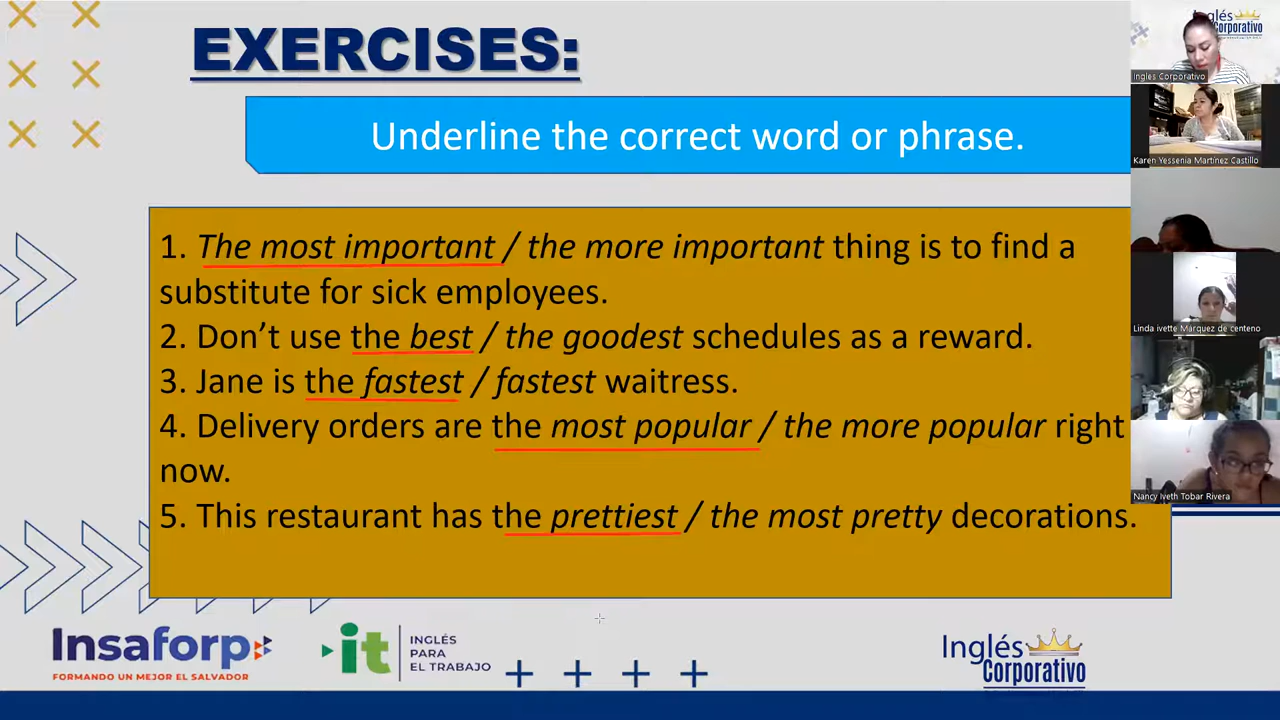 EXERCISES:
Underline the correct word or phrase.
1. The most important / the more important thing is to find a
substitute for sick employees.
2. Don’t use the best / the goodest schedules as a reward.
3. Jane is the fastest / fastest waitress.
4. Delivery orders are the most popular / the more popular right
now.
5. This restaurant has the prettiest / the most pretty decorations.
Insaforp
FORMANDO UN MEJOR EL SALVADOR
it
INGLÉS
PARA
EL TRABAJO
Inglés
Corporativo
Inglés
Corporativo
Ingles Corporativo
Karen Yessenia Martínez Castillo
Linda ivette Márquez de centeno
Nancy Iveth Tobar Rivera